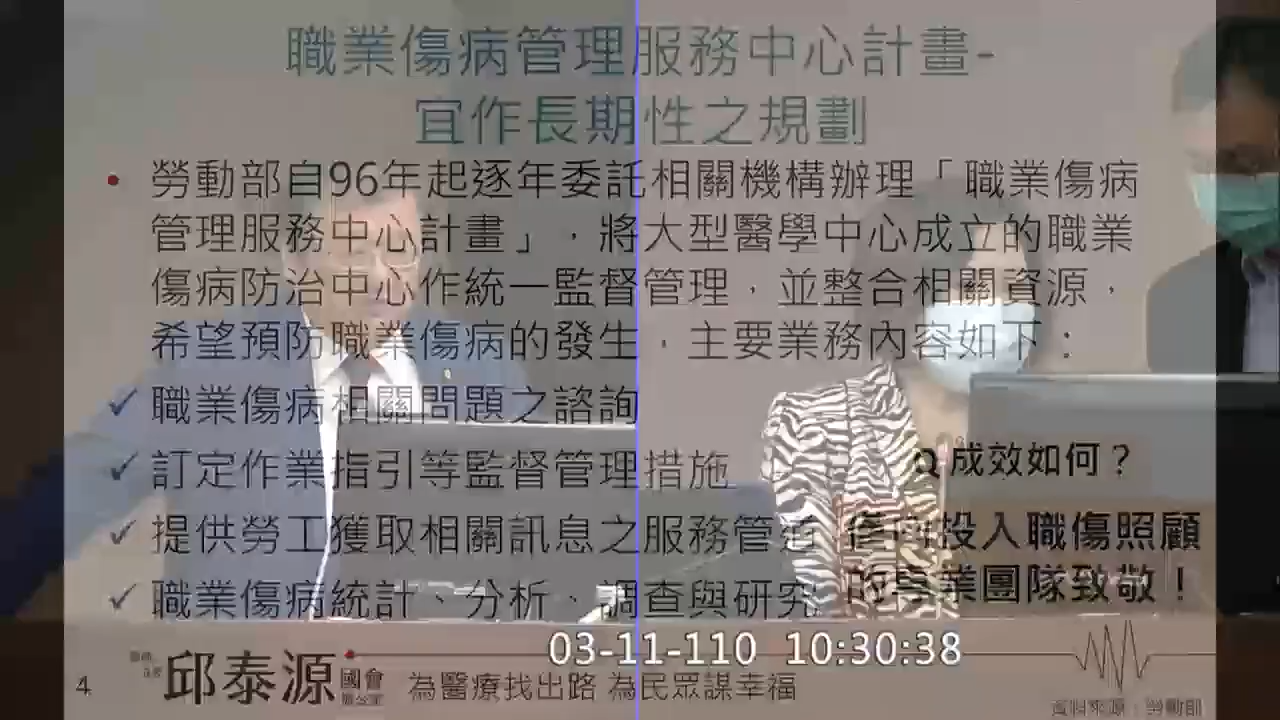 職業傷病管理服務中心計畫-
宜作長期性之規劃
• 勞動部自96年起逐年委託相關機構辦理「職業傷病
管理服務中心計畫」，將大型醫學中心成立的職業
傷病防治中心作統一監督管理，並整合相關資源，
希望預防職業傷病的發生，主要業務內容如下：
✓ 職業傷病相關問題之諮詢
✓ 訂定作業指引等監督管理措施
✓ 提供勞工獲取相關訊息之服務管道
✓ 職業傷病統計、分析、調查與研究
Q 成效如何？
投入職傷照顧
的專業團隊致敬！
03-11-110 10:30:38
4
邱泰源
國會
辦公室
為醫療找出路 為民眾謀幸福
資料來源：勞動部